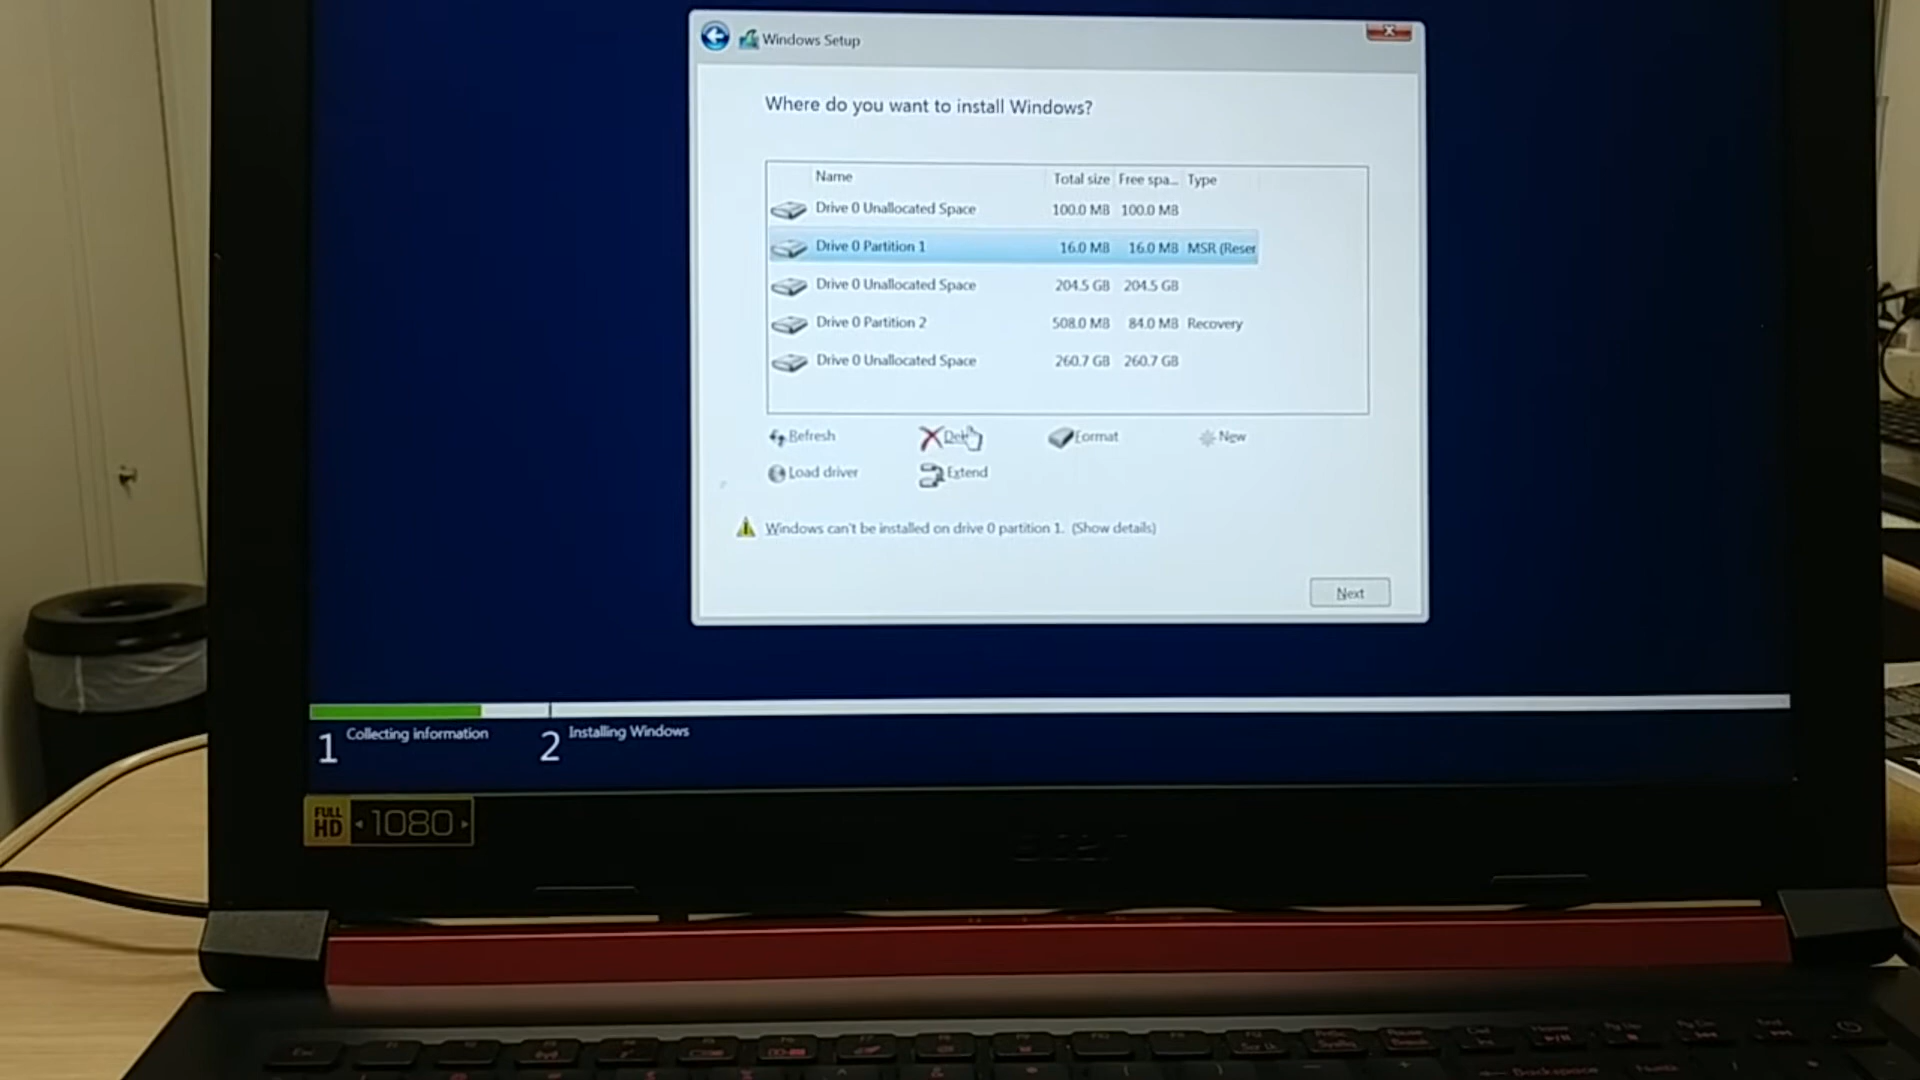 Windows Setup
Where do you want to install Windows?
Name Total size Free spa... Type
Drive 0 Unallocated Space 100.0 MB 100.0 MB
Drive 0 Partition 1 16.0 MB 16.0 MB MSR (Reser
Drive 0 Unallocated Space 204.5 GB 204.5 GB
Drive 0 Partition 2 508.0 MB 84.0 MB Recovery
Drive 0 Unallocated Space 260.7 GB 260.7 GB
Refresh Format New
Load driver Extend
Windows can't be installed on drive 0 partition 1. (Show details)
Next
1 Collecting information 2 Installing Windows
FULL HD 1080
acer
Backspace